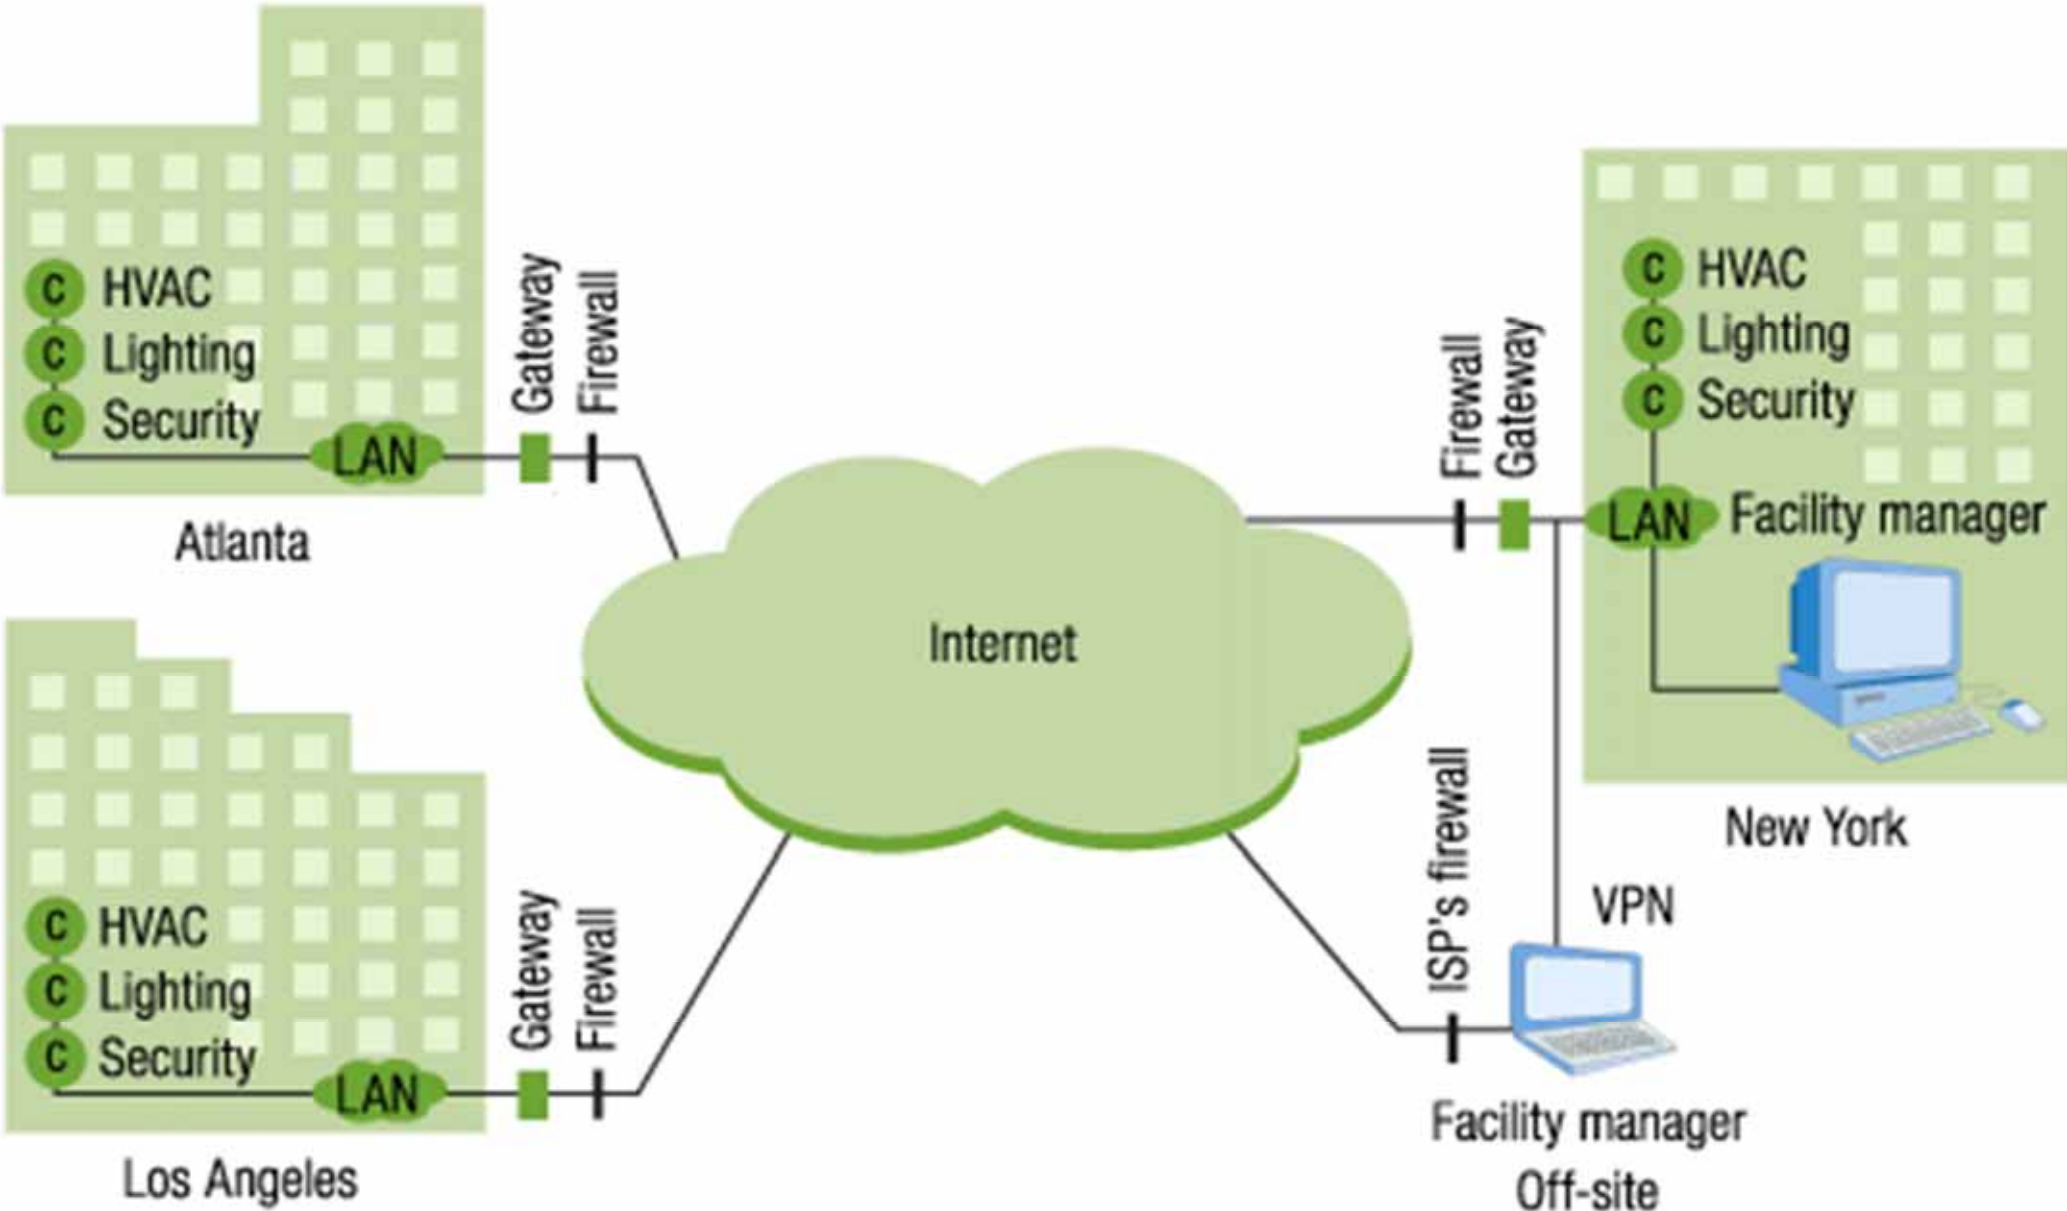 C HVAC
C Lighting
C Security
LAN
Atlanta
Gateway
Firewall
C HVAC
C Lighting
C Security
LAN
Los Angeles
Gateway
Firewall
Internet
Firewall
Gateway
C HVAC
C Lighting
C Security
LAN Facility manager
New York
VPN
ISP's firewall
Facility manager
Off-site